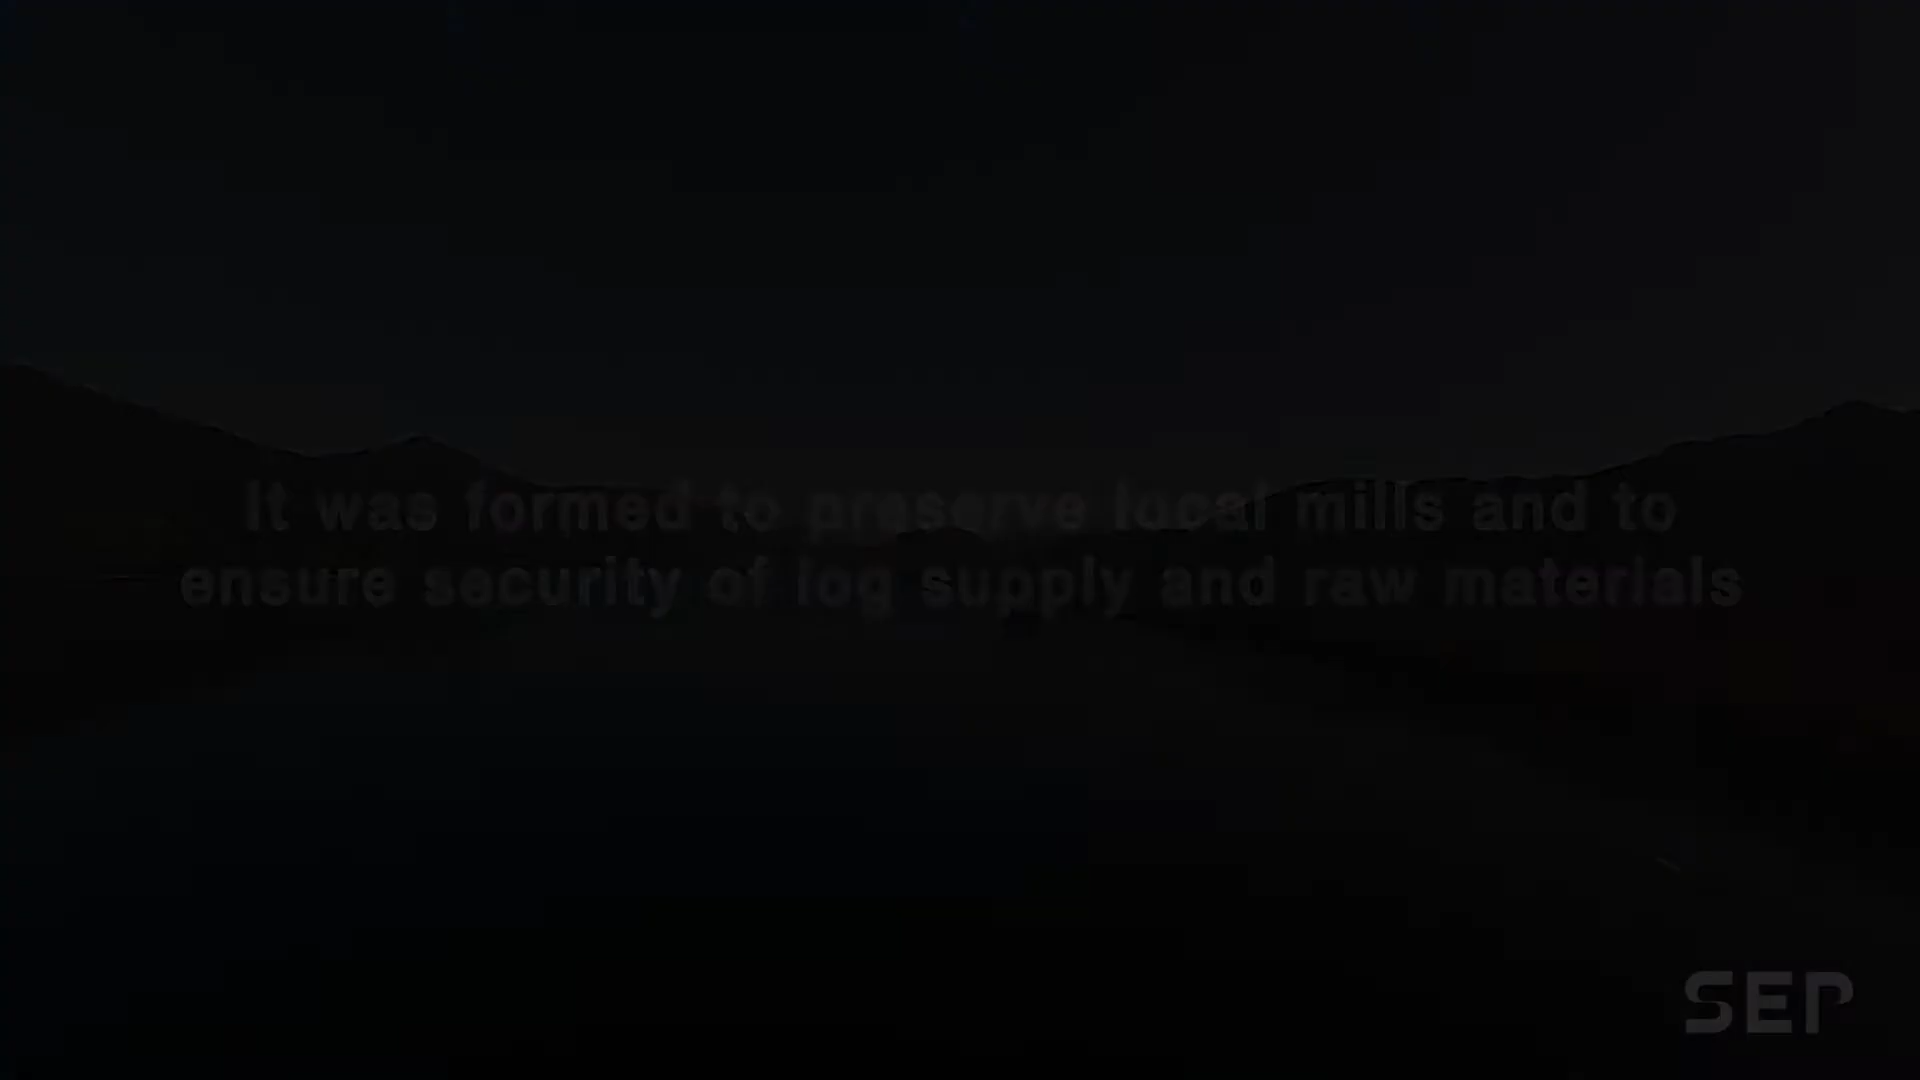 It was formed to preserve local mills and to
ensure security of log supply and raw materials
SEP